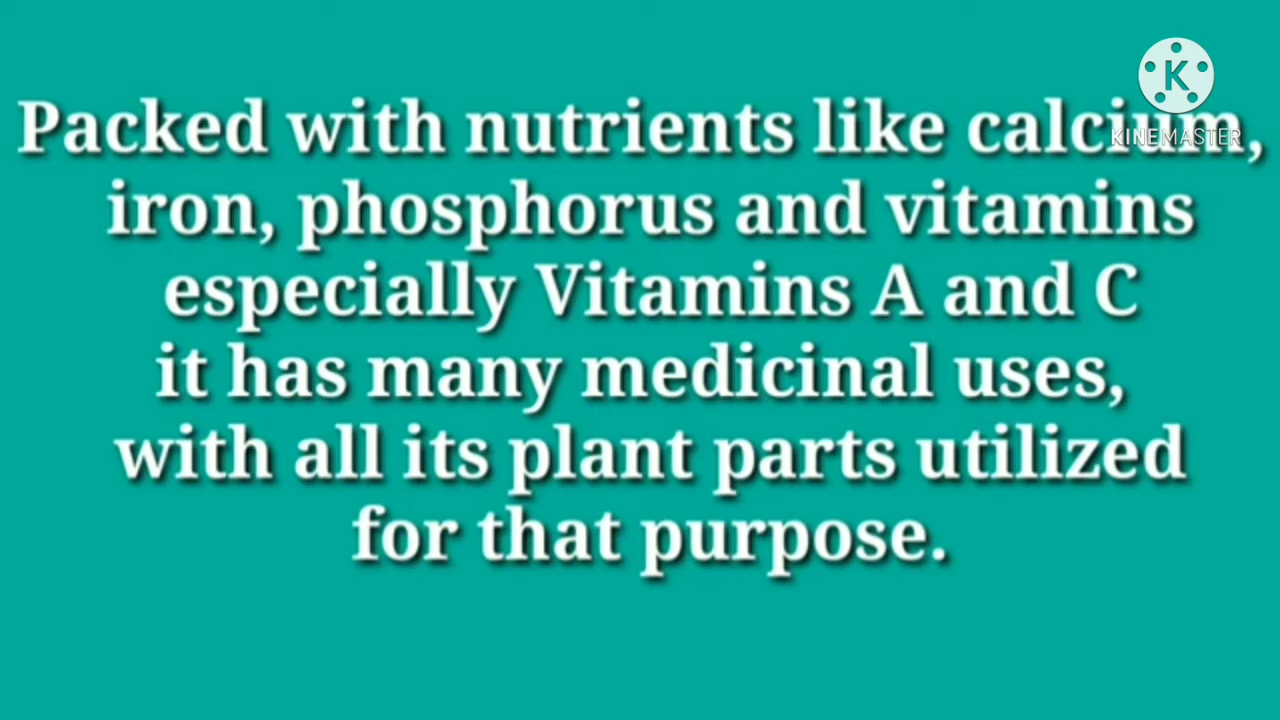 K
KINEMASTER
Packed with nutrients like calcium,
iron, phosphorus and vitamins
especially Vitamins A and C
it has many medicinal uses,
with all its plant parts utilized
for that purpose.